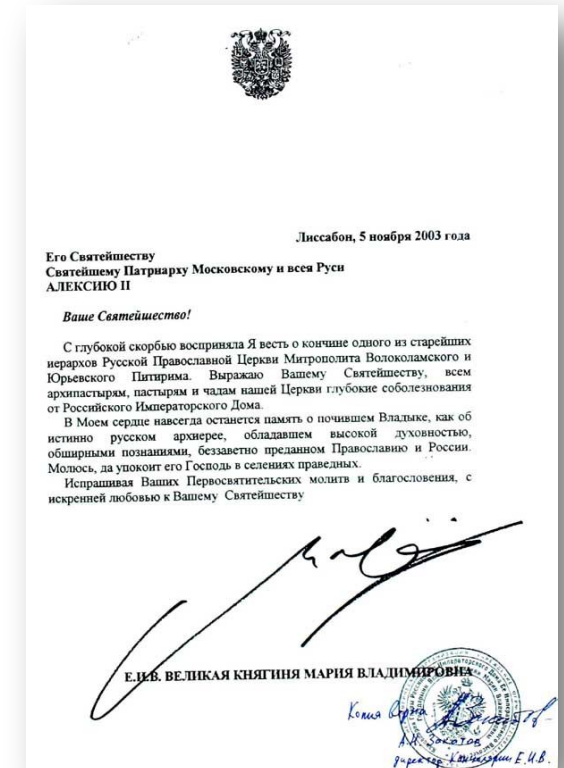 Лиссабон, 5 ноября 2003 года
Его Святейшеству
Святейшему Патриарху Московскому и всея Руси
АЛЕКСИЮ II
Ваше Святейшество!
С глубокой скорбью восприняла Я весть о кончине одного из старейших
иерархов Русской Православной Церкви Митрополита Волоколамского и
Юрьевского Питирима. Выражаю Вашему Святейшеству, всем
архипастырям, пастырям и чадам нашей Церкви глубокие соболезнования
от Российского Императорского Дома.
В Моем сердце навсегда останется память о почившем Владыке, как об
истинно русском архиерее, обладавшем высокой духовностью,
обширными познаниями, беззаветно преданном Православию и России.
Молюсь, да упокоит его Господь в селениях праведных.
Испрашивая Ваших Первосвятительских молитв и благословения, с
искренней любовью к Вашему Святейшеству
Е.И.В. ВЕЛИКАЯ КНЯГИНЯ МАРИЯ ВЛАДИМИРОВНА
Копия верна
А.Н. Закатов
директор Канцелярии Е.И.В.